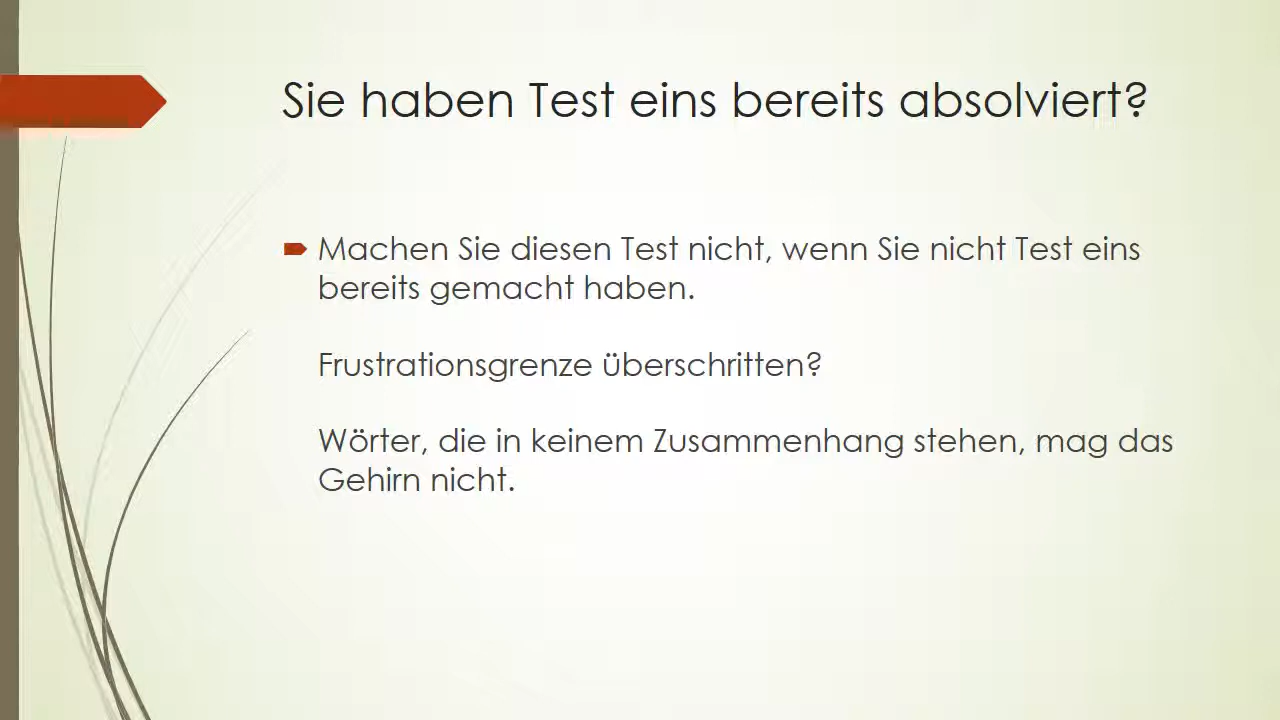 Sie haben Test eins bereits absolviert?
Machen Sie diesen Test nicht, wenn Sie nicht Test eins
bereits gemacht haben.
Frustrationsgrenze überschritten?
Wörter, die in keinem Zusammenhang stehen, mag das
Gehirn nicht.